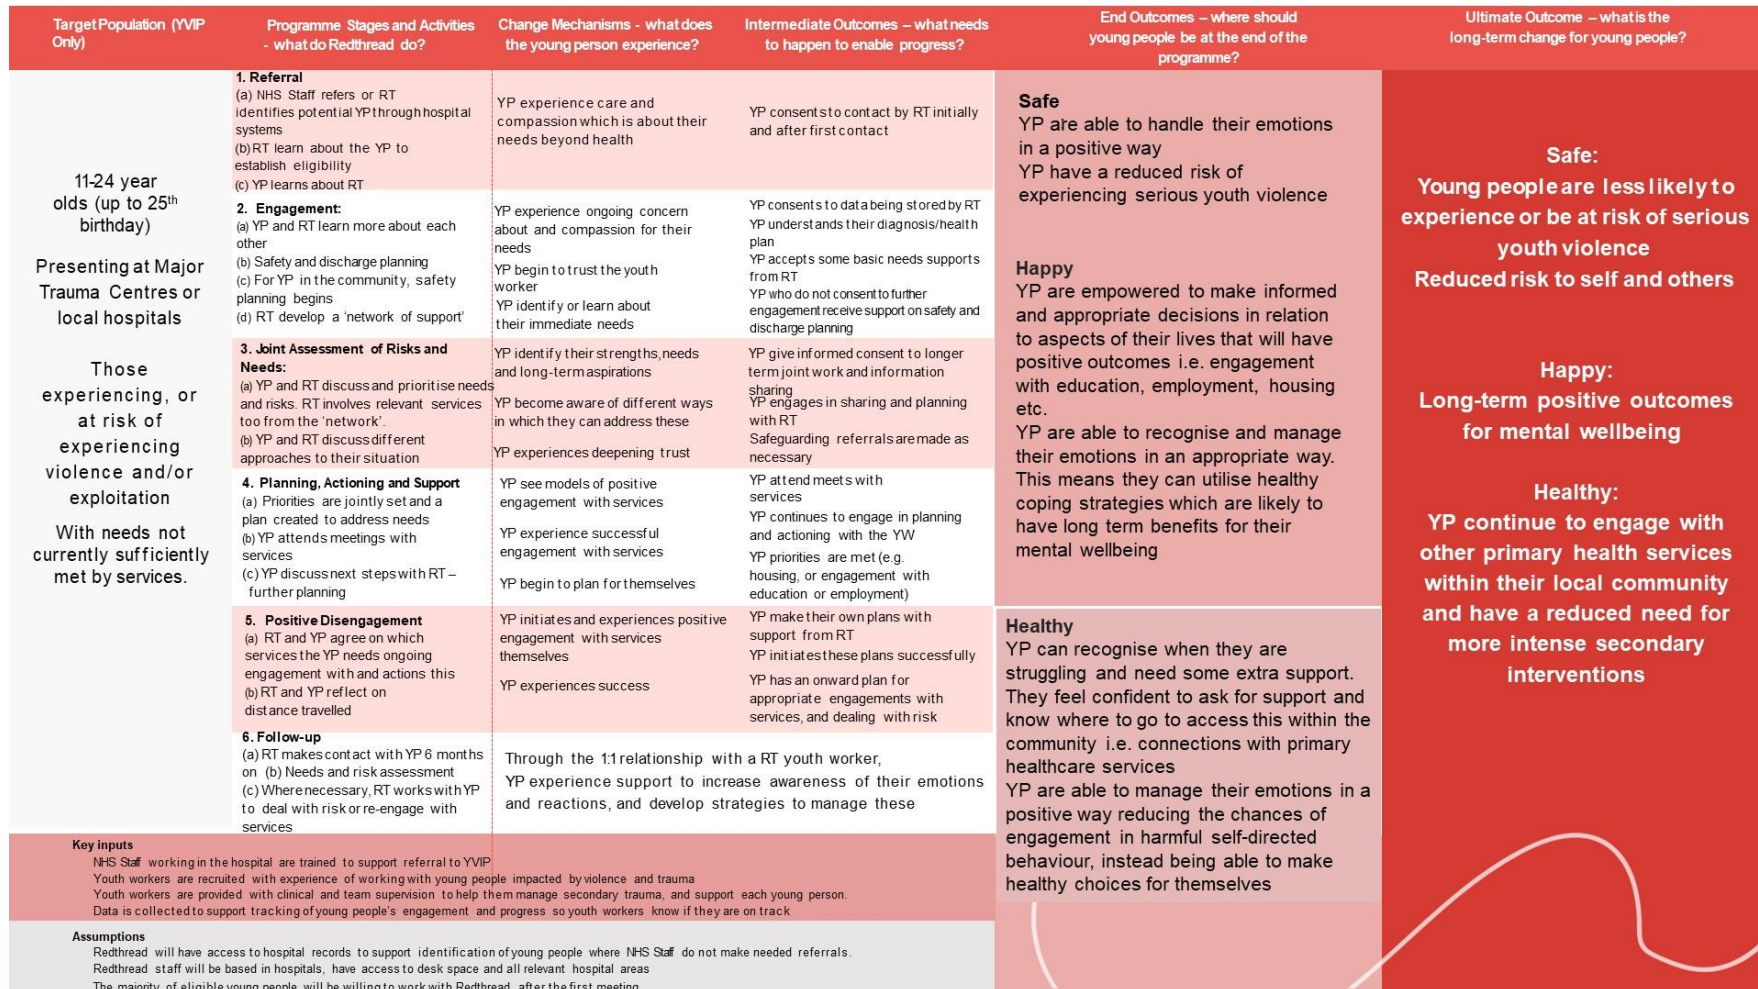 Target Population (YVIP
Only)
Programme Stages and Activities
- what do Redthread do?
Change Mechanisms - what does
the young person experience?
Intermediate Outcomes – what needs
to happen to enable progress?
End Outcomes – where should
young people be at the end of the
programme?
Ultimate Outcome – what is the
long-term change for young people?
11-24 year
olds (up to 25th
birthday)
Presenting at Major
Trauma Centres or
local hospitals
Those
experiencing, or
at risk of
experiencing
violence and/or
exploitation
With needs not
currently sufficiently
met by services.
1. Referral
(a) NHS Staff refers or RT
identifies potential YP through hospital
systems
(b) RT learn about the YP to
establish eligibility
(c) YP learns about RT
YP experience care and
compassion which is about their
needs beyond health
YP consents to contact by RT initially
and after first contact
2. Engagement:
(a) YP and RT learn more about each
other
(b) Safety and discharge planning
(c) For YP in the community, safety
planning begins
(d) RT develop a ‘network of support’
YP experience ongoing concern
about and compassion for their
needs
YP begin to trust the youth
worker
YP identify or learn about
their immediate needs
YP consents to data being stored by RT
YP understands their diagnosis/health
plan
YP accepts some basic needs supports
from RT
YP who do not consent to further
engagement receive support on safety and
discharge planning
3. Joint Assessment of Risks and
Needs:
(a) YP and RT discuss and prioritise needs
and risks. RT involves relevant services
too from the ‘network’.
(b) YP and RT discuss different
approaches to their situation
YP identify their strengths, needs
and long-term aspirations
YP become aware of different ways
in which they can address these
YP experiences deepening trust
YP give informed consent to longer
term joint work and information
sharing
YP engages in sharing and planning
with RT
Safeguarding referrals are made as
necessary
4. Planning, Actioning and Support
(a) Priorities are jointly set and a
plan created to address needs
(b) YP attends meetings with
services
(c) YP discuss next steps with RT –
further planning
YP see models of positive
engagement with services
YP experience successful
engagement with services
YP begin to plan for themselves
YP attend meets with
services
YP continues to engage in planning
and actioning with the YW
YP priorities are met (e.g.
housing, or engagement with
education or employment)
5. Positive Disengagement
(a) RT and YP agree on which
services the YP needs ongoing
engagement with and actions this
(b) RT and YP reflect on
distance travelled
YP initiates and experiences positive
engagement with services
themselves
YP experiences success
YP make their own plans with
support from RT
YP initiates these plans successfully
YP has an onward plan for
appropriate engagements with
services, and dealing with risk
6. Follow-up
(a) RT makes contact with YP 6 months
on (b) Needs and risk assessment
(c) Where necessary, RT works with YP
to deal with risk or re-engage with
services
Through the 1:1 relationship with a RT youth worker,
YP experience support to increase awareness of their emotions
and reactions, and develop strategies to manage these
Safe
YP are able to handle their emotions
in a positive way
YP have a reduced risk of
experiencing serious youth violence
Happy
YP are empowered to make informed
and appropriate decisions in relation
to aspects of their lives that will have
positive outcomes i.e. engagement
with education, employment, housing
etc.
YP are able to recognise and manage
their emotions in an appropriate way.
This means they can utilise healthy
coping strategies which are likely to
have long term benefits for their
mental wellbeing
Healthy
YP can recognise when they are
struggling and need some extra support.
They feel confident to ask for support and
know where to go to access this within the
community i.e. connections with primary
healthcare services
YP are able to manage their emotions in a
positive way reducing the chances of
engagement in harmful self-directed
behaviour, instead being able to make
healthy choices for themselves
Safe:
Young people are less likely to
experience or be at risk of serious
youth violence
Reduced risk to self and others
Happy:
Long-term positive outcomes
for mental wellbeing
Healthy:
YP continue to engage with
other primary health services
within their local community
and have a reduced need for
more intense secondary
interventions
Key inputs
NHS Staff working in the hospital are trained to support referral to YVIP
Youth workers are recruited with experience of working with young people impacted by violence and trauma
Youth workers are provided with clinical and team supervision to help them manage secondary trauma, and support each young person.
Data is collected to support tracking of young people's engagement and progress so youth workers know if they are on track
Assumptions
Redthread will have access to hospital records to support identification of young people where NHS Staff do not make needed referrals.
Redthread staff will be based in hospitals, have access to desk space and all relevant hospital areas
The majority of eligible young people will be willing to work with Redthread after the first meeting